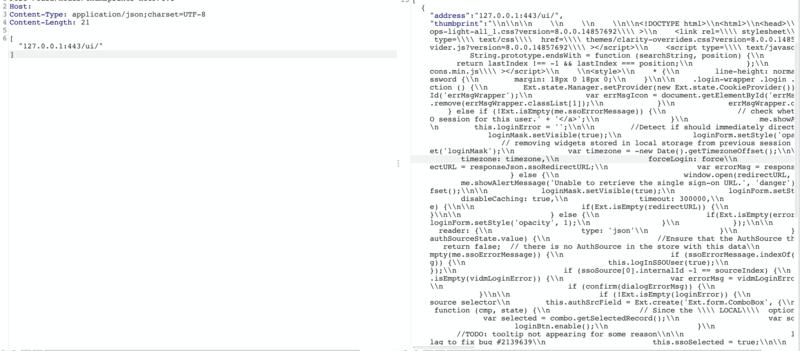 2 Host:
3 Content-Type: application/json;charset=UTF-8
4 Content-Length: 21
5
6 [
"127.0.0.1:443/ui/"
]
{
"address":"127.0.0.1:443/ui/",
"thumbprint":"\\n\\n\\n\\n \\n \\n \\n \\n\\n<!DOCTYPE html>\\n<html>\\n<head>\\
ops-light-all_1.css?version=8.0.0.14857692\\\\ >\\n <link rel=\\\\ stylesheet\\
type=\\\\ text/css\\\\ href=\\\\ themes/clarity-overrides.css?version=8.0.0.1485
vider.js?version=8.0.0.14857692\\\\ ></script>\\n <script type=\\\\ text/javasc
String.prototype.endsWith = function (searchString, position) {\\n
return lastIndex !== -1 && lastIndex === position;\\n };\\n
cons.min.js\\\\ ></script>\\n \\n<style>\\n * {\\n line-height: norma
ssword {\\n margin: 18px 0 18px 0;\\n }\\n\\n .login-wrapper .login .
ction () {\\n Ext.state.Manager.setProvider(new Ext.state.CookieProvider()
Id('errMsgWrapper');\\n var errMsgIcon = document.getElementById('errMe
.remove(errMsgWrapper.classList[1]);\\n }\\n errMsgWrapper.c
} else if (!Ext.isEmpty(me.ssoErrorMessage)) {\\n // check whet
O session for this user.' + '</a>';\\n }\\n me.showA
\\n this.loginError = '';\\n\\n //Detect if should immediately direct
loginMask.setVisible(true);\\n loginForm.setStyle('opa
// removing widgets stored in local storage from previous session
et('loginMask');\\n var timezone = -new Date().getTimezoneOffset();\\n\\
timezone: timezone,\\n forceLogin: force\\n
ectURL = responseJson.ssoRedirectURL;\\n var errorMsg = respons
} else {\\n window.open(redirectURL,
me.showAlertMessage('Unable to retrieve the single sign-on URL.', 'danger')
fset();\\n\\n loginMask.setVisible(true);\\n loginForm.setSt
disableCaching: true,\\n timeout: 300000,\\n
e) {\\n\\n if(Ext.isEmpty(redirectURL)) {\\n
}\\n\\n } else {\\n if(Ext.isEmpty(error
loginForm.setStyle('opacity', 1);\\n }\\n });\\n\\n
reader: {\\n type: 'json'\\n }\\n }
authSourceState.value) {\\n //Ensure that the AuthSource th
return false; // there is no AuthSource in the store with this data\\n
mpty(me.ssoErrorMessage)) {\\n if (ssoErrorMessage.indexOf(
g)) {\\n this.logInSSOUser(true);\\n
});\\n if (ssoSource[0].internalId -1 == sourceIndex) {\\n
.isEmpty(vidmLoginError)) {\\n var errorMsg = vidmLoginError
\\n if (confirm(dialogErrorMsg)) {\\n
}\\n\\n if (!Ext.isEmpty(loginError)) {\\n
source selector\\n this.authSrcField = Ext.create('Ext.form.ComboBox', {\\n
function (cmp, state) {\\n // Since the \\\\ LOCAL\\\\ option
var selected = combo.getSelectedRecord();\\n var sc
loginBtn.enable();\\n }\\n
//TODO: tooltip not appearing for some reason\\n\\n
lag to fix bug #2139639\\n this.ssoSelected = true;\\n\\n